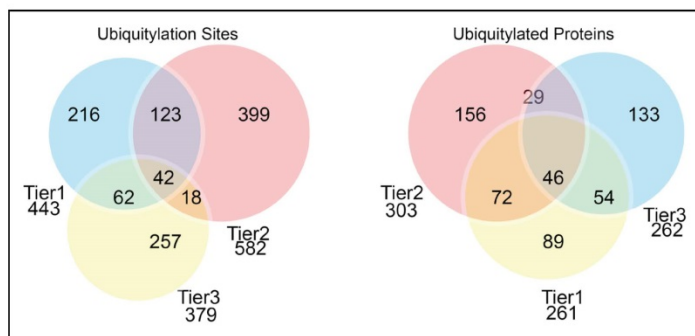 Ubiquitylation Sites
216
123
399
42
62
18
257
Tier1
443
Tier2
582
Tier3
379
Ubiquitylated Proteins
156
29
133
46
72
54
89
Tier2
303
Tier3
262
Tier1
261